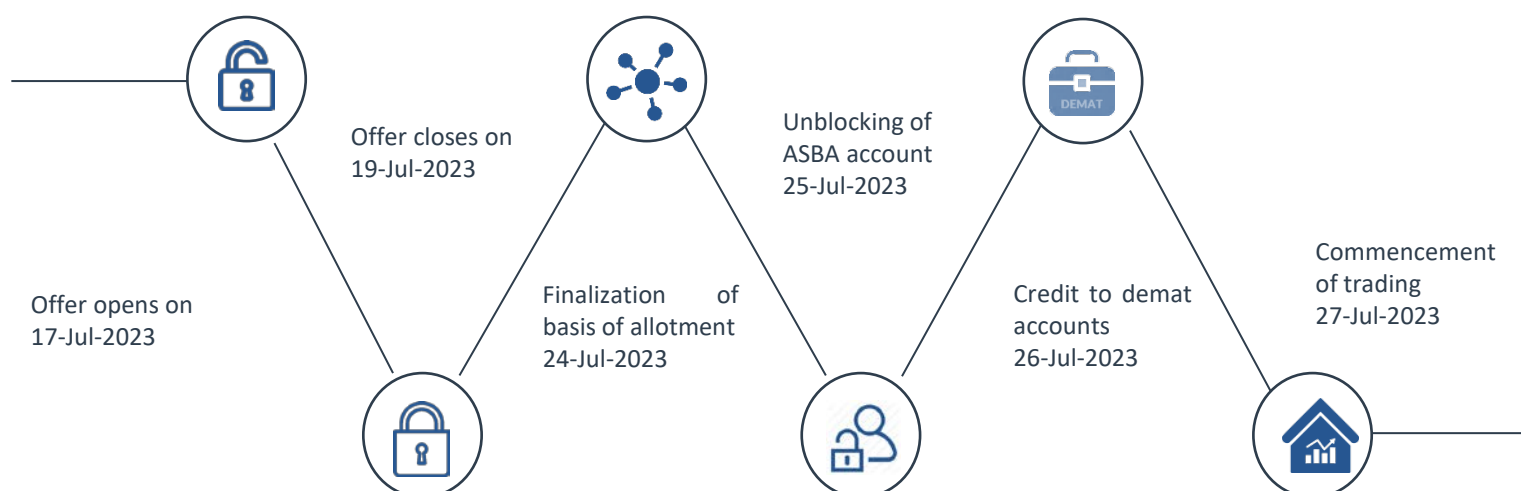 Offer opens on
17-Jul-2023
Offer closes on
19-Jul-2023
Finalization of
basis of allotment
24-Jul-2023
Unblocking of
ASBA account
25-Jul-2023
DEMAT
Credit to demat
accounts
26-Jul-2023
Commencement
of trading
27-Jul-2023